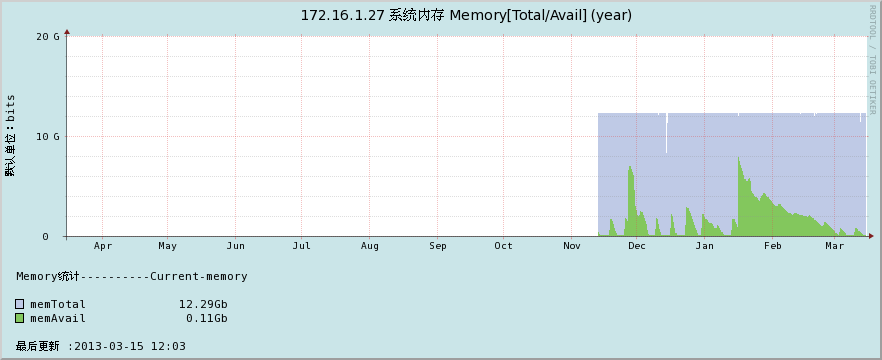 172.16.1.27 系统内存 Memory[Total/Avail] (year)
RRDTOOL / TOBI OETIKER
默认单位：bits
20 G
10 G
0
Apr May Jun Jul Aug Sep Oct Nov Dec Jan Feb Mar
Memory统计----------Current-memory
memTotal 12.29Gb
memAvail 0.11Gb
最后更新 :2013-03-15 12:03